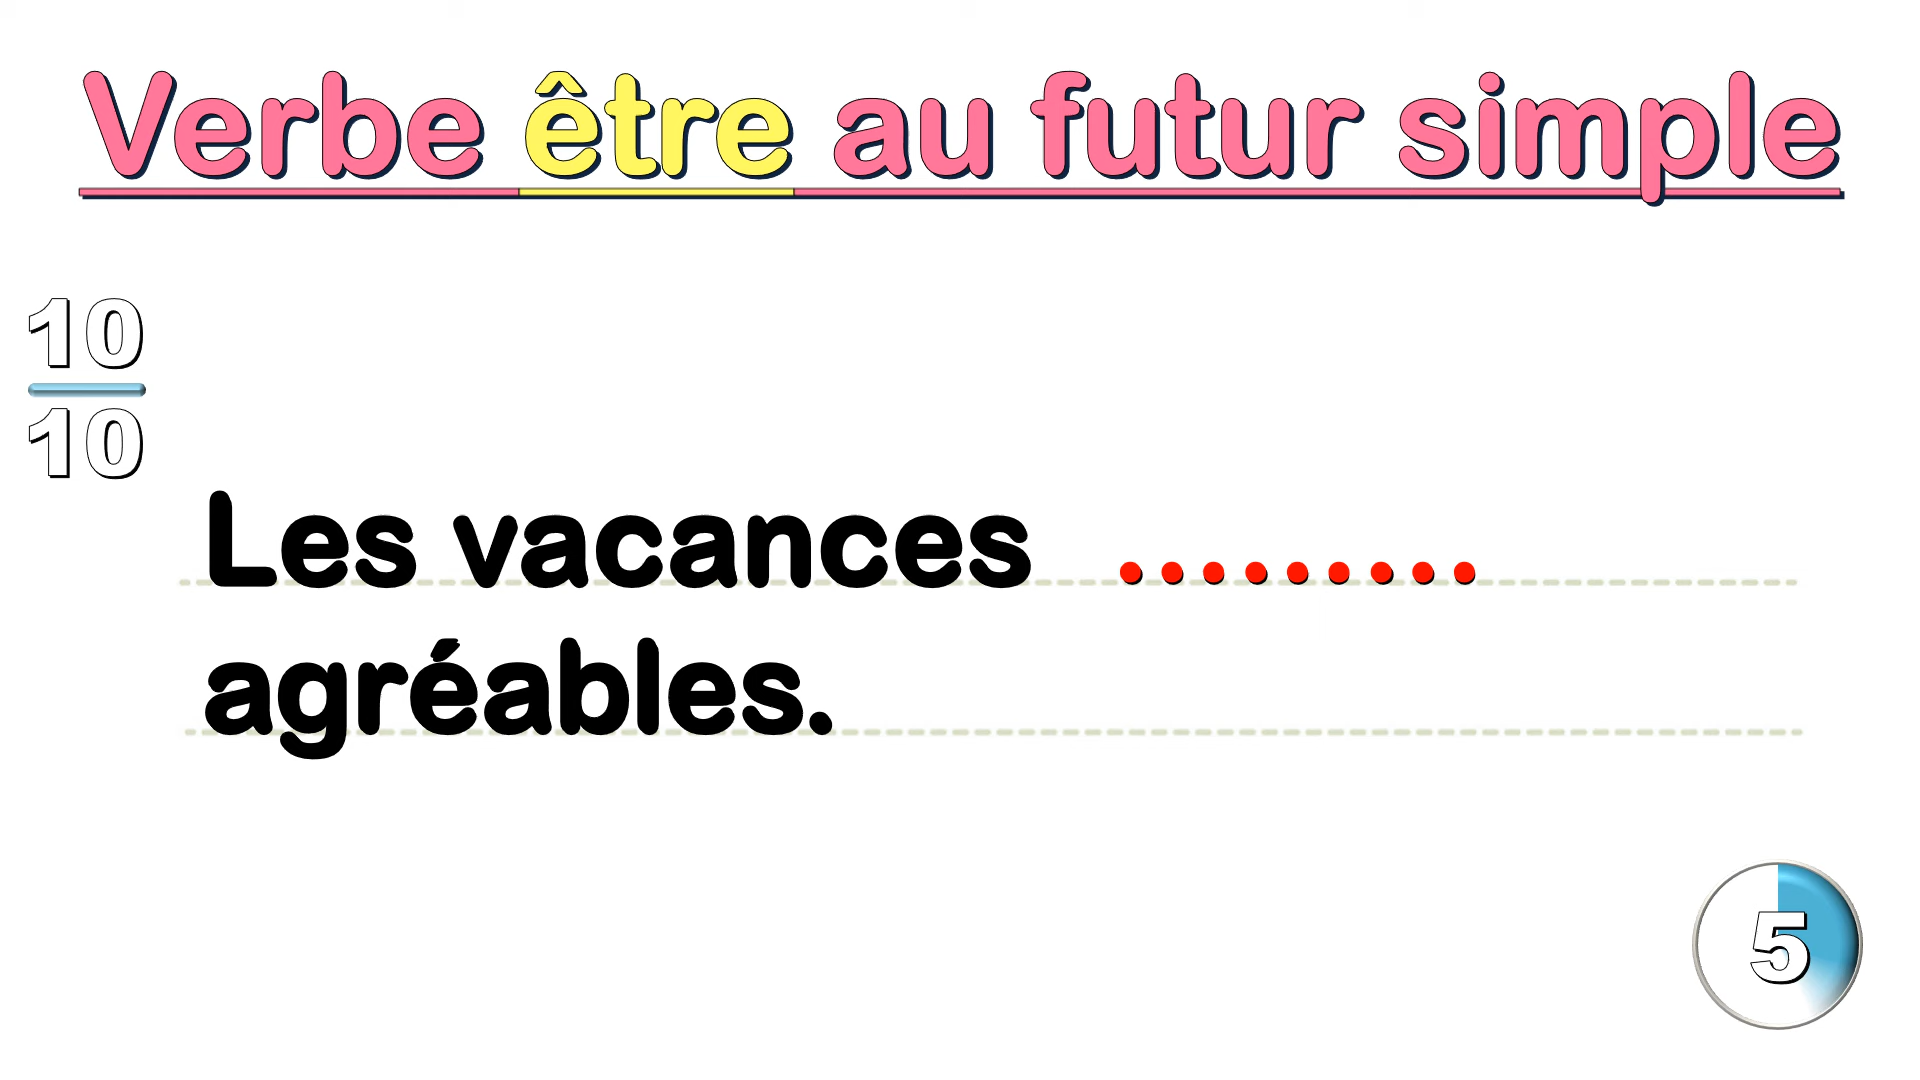 Verbe être au futur simple
10
10
Les vacances .........
agréables.
5